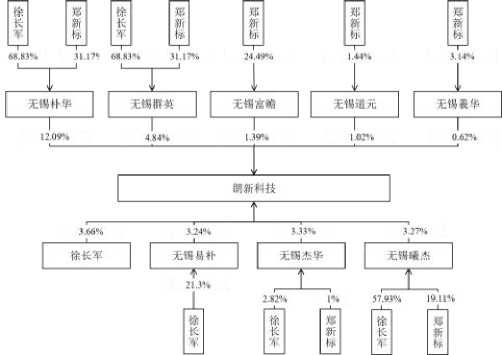 徐长军 郑新标 徐长军 郑新标 郑新标 郑新标 郑新标
68.83% 31.17% 68.83% 31.17% 24.49% 1.44% 3.14%
无锡朴华 无锡群英 无锡富赡 无锡道元 无锡羲华
12.09% 4.84% 1.39% 1.02% 0.62%
朗新科技
3.66% 3.24% 3.33% 3.27%
徐长军 无锡易朴 无锡杰华 无锡曦杰
21.3% 2.82% 1% 57.93% 19.11%
徐长军 徐长军 郑新标 徐长军 郑新标